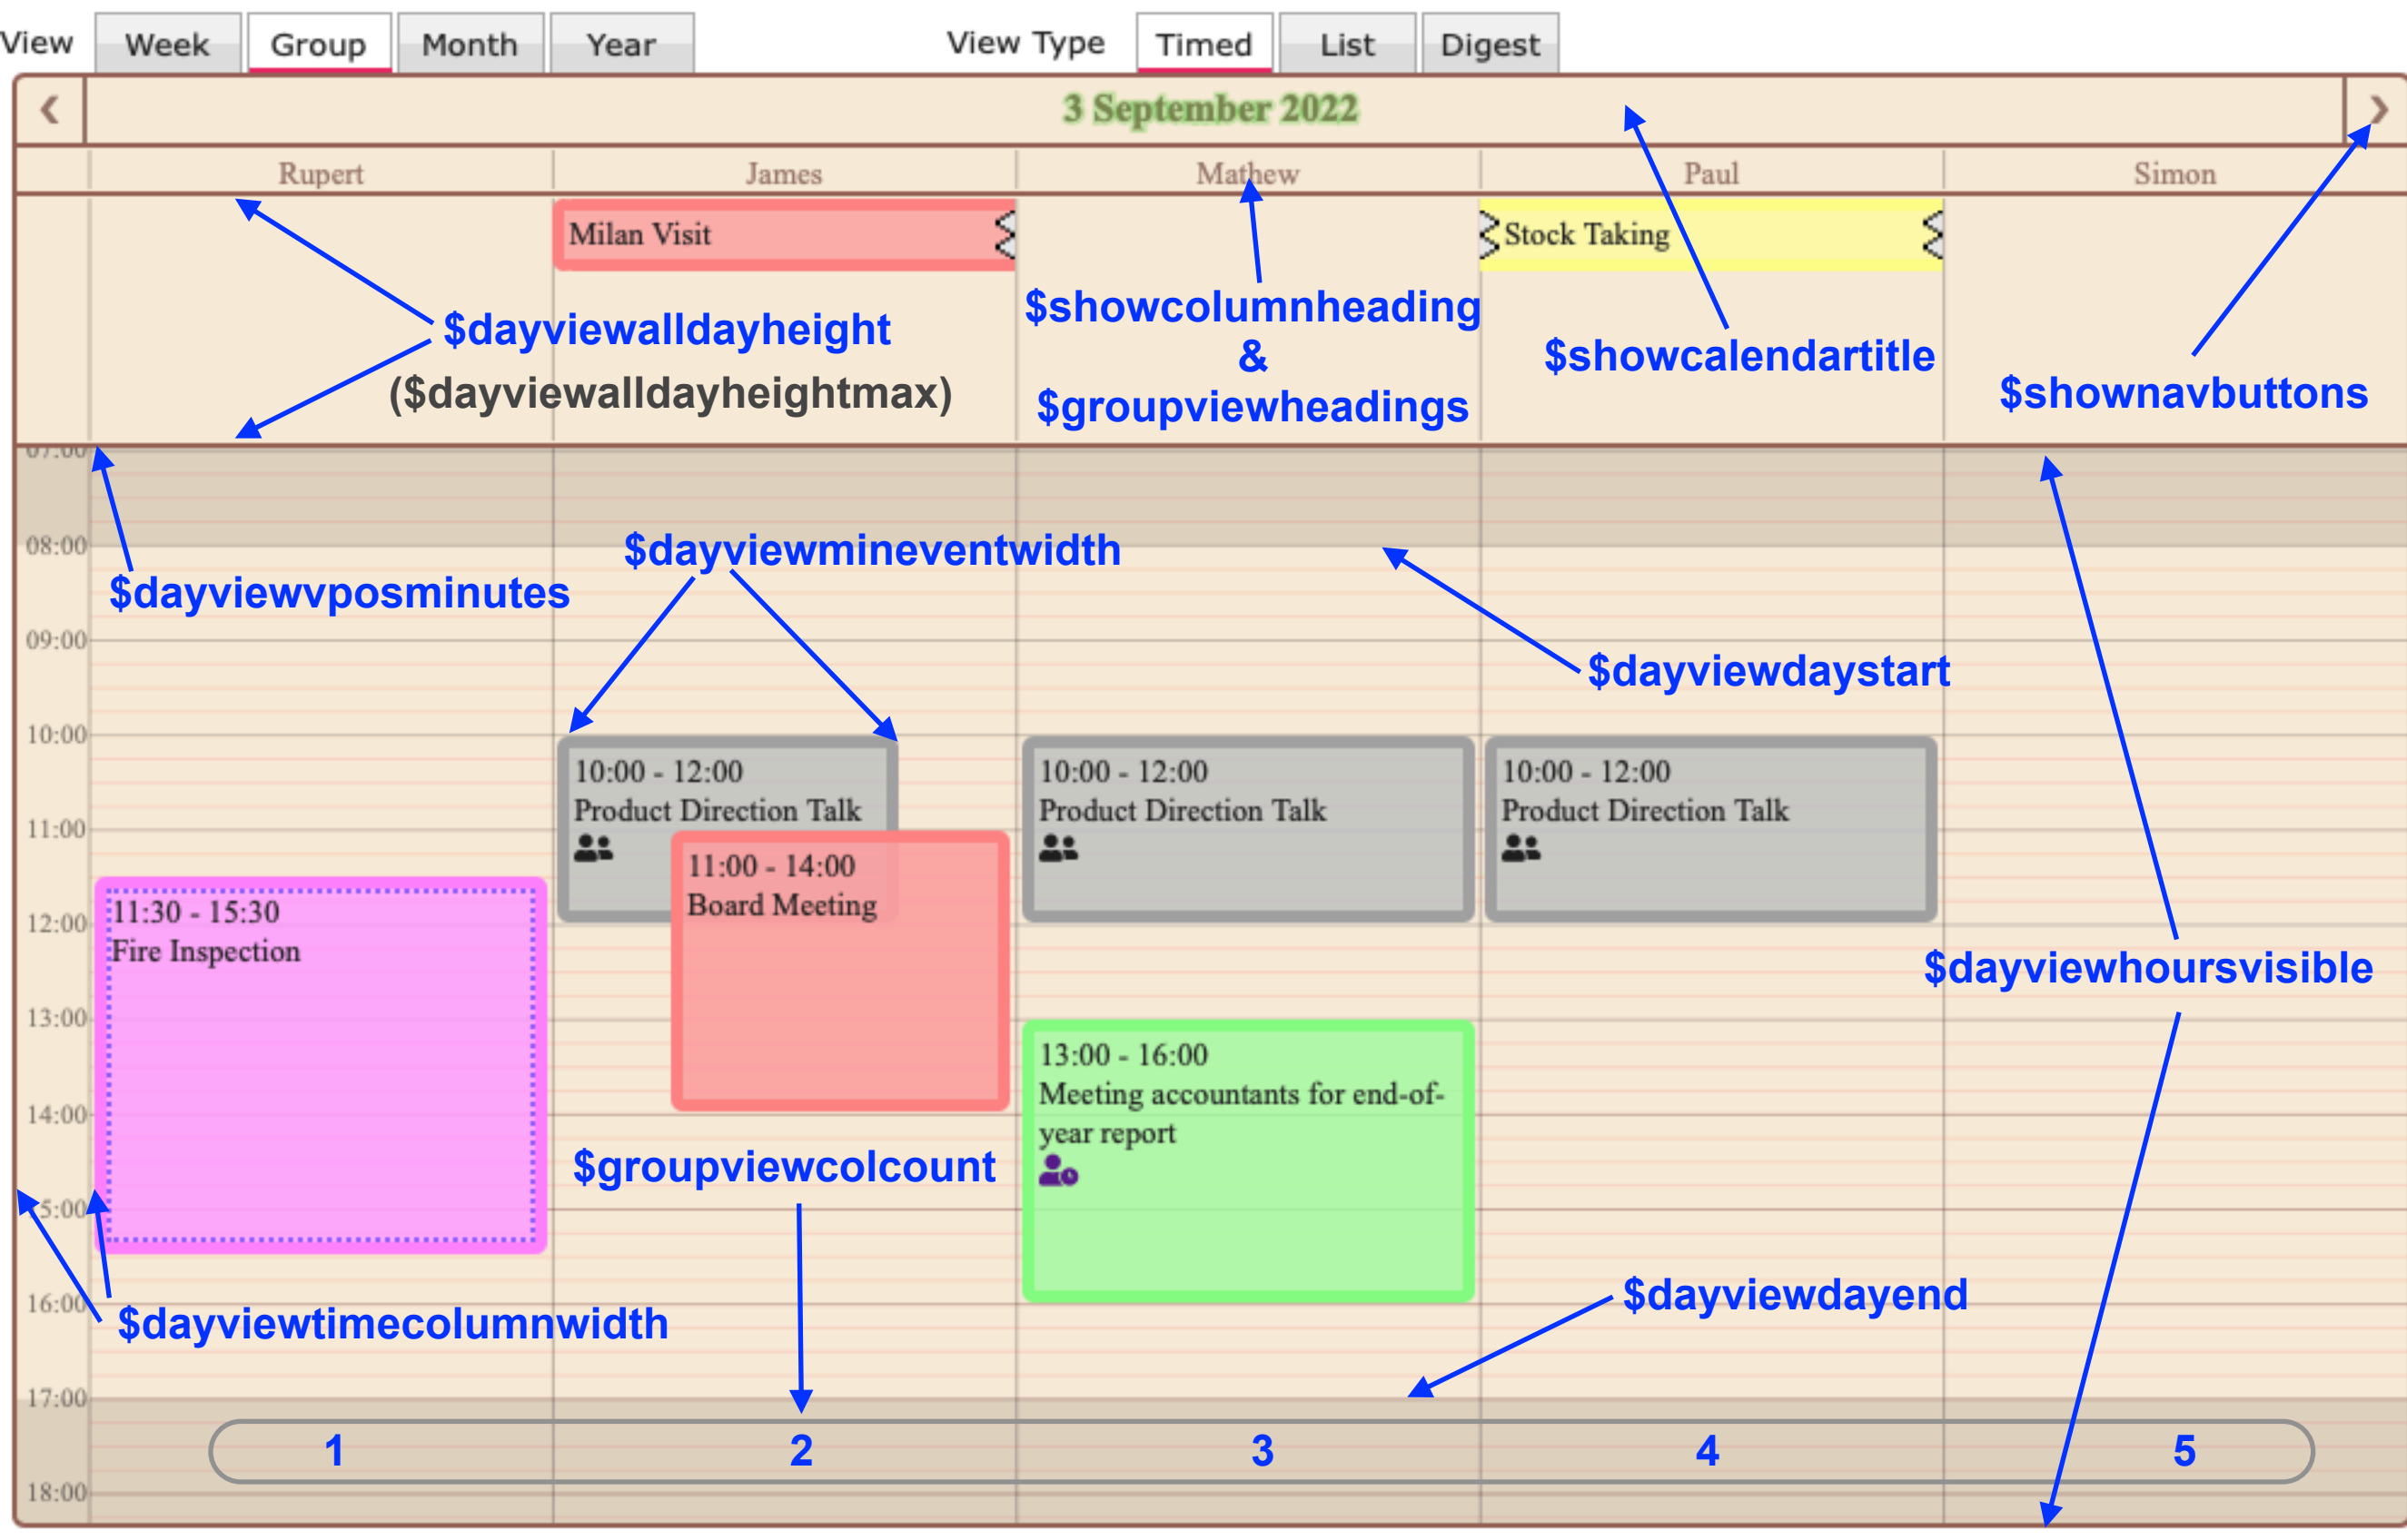 View Week Group Month Year View Type Timed List Digest
3 September 2022
Rupert James Mathew Paul Simon
Milan Visit
Stock Taking
$dayviewalldayheight
($dayviewalldayheightmax)
$showcolumnheading
&
$groupviewheadings
$showcalendartitle
$shownavbuttons
07:00
08:00
$dayviewmineventwidth
$dayviewvposminutes
09:00
$dayviewdaystart
10:00
10:00 - 12:00
Product Direction Talk
10:00 - 12:00
Product Direction Talk
10:00 - 12:00
Product Direction Talk
11:00
11:00 - 14:00
Board Meeting
11:30 - 15:30
Fire Inspection
12:00
$dayviewhoursvisible
13:00
13:00 - 16:00
Meeting accountants for end-of-
year report
14:00
$groupviewcolcount
5:00
16:00
$dayviewtimecolumnwidth
$dayviewdayend
17:00
1 2 3 4 5
18:00